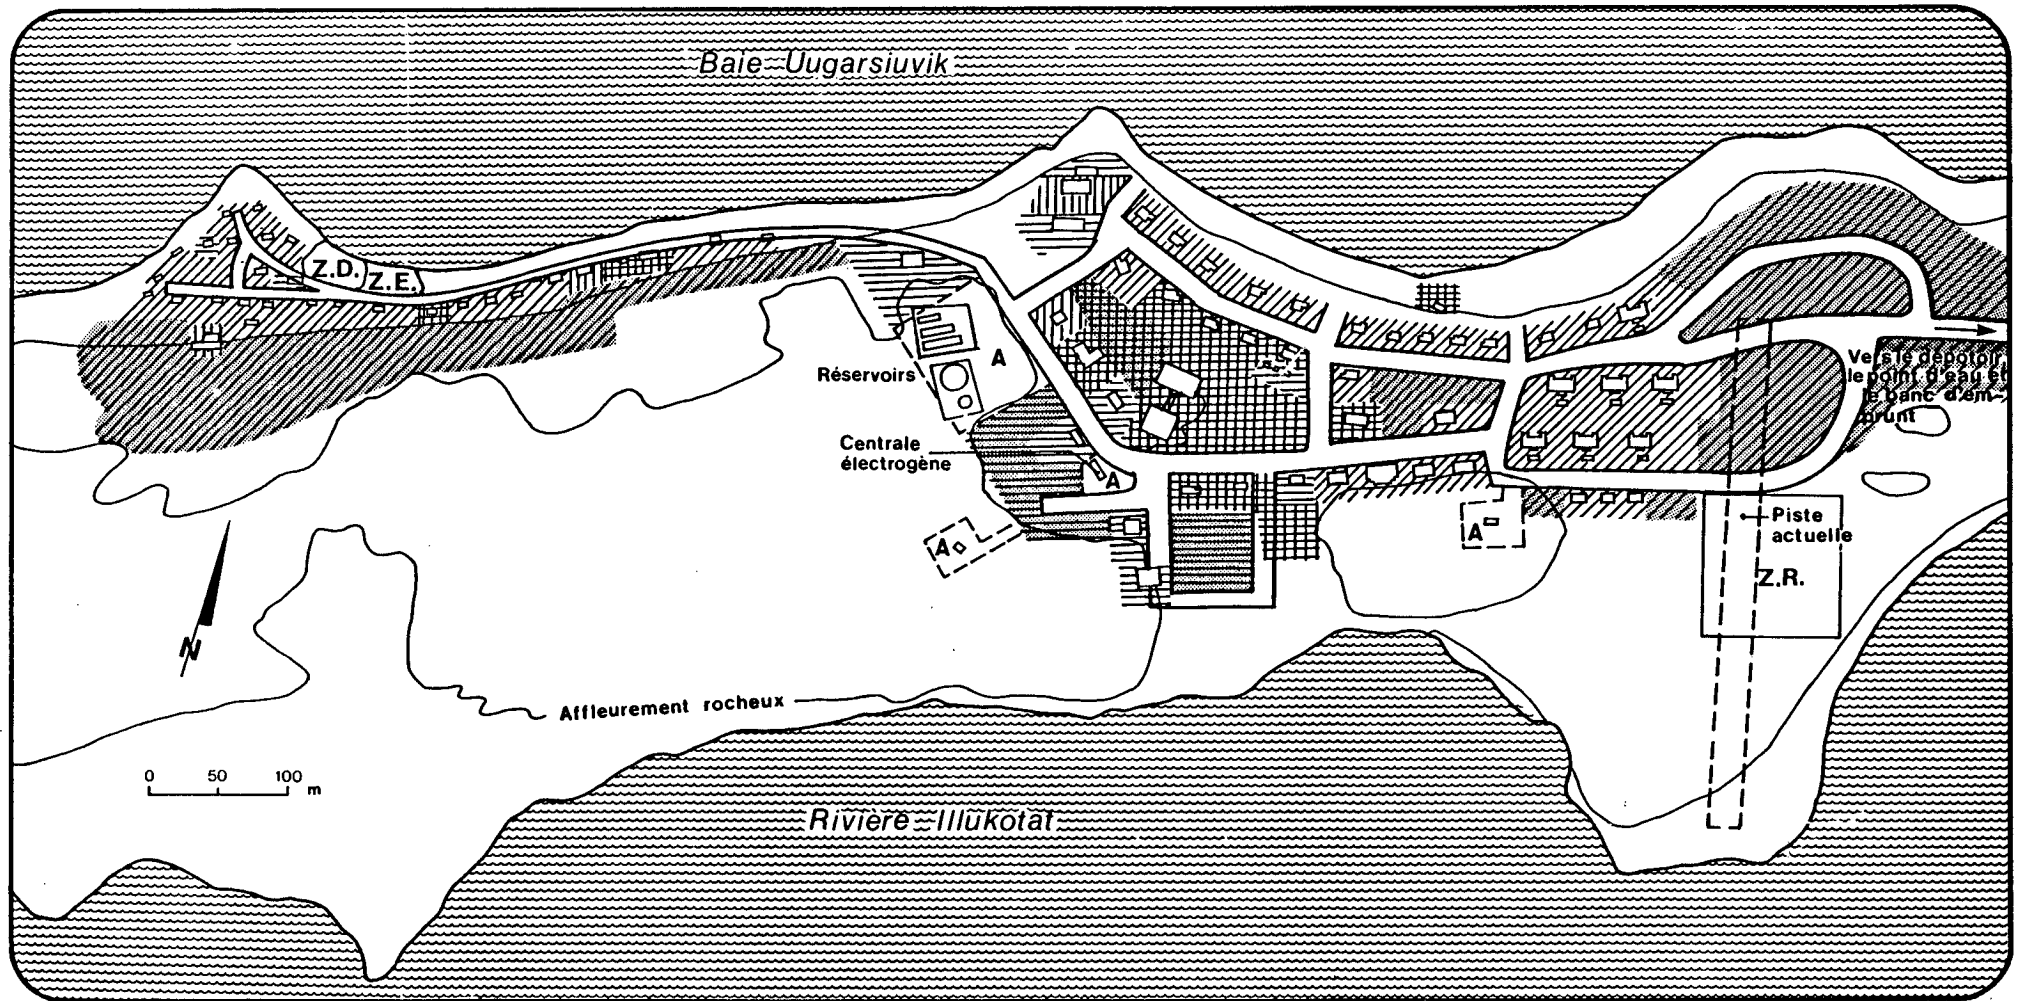 Baie Uugarsiuvik
Z.D.
Z.E.
A
Réservoirs
Vers le dépotoir,
le point d'eau et
le banc d'em-
prunt
Centrale
électrogène
A
A
A
Piste
actuelle
Z.R.
N
Affleurement rocheux
0 50 100
m
Rivière Illukotat